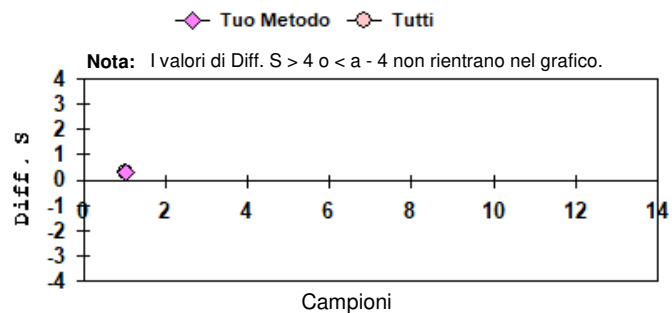 Tuo Metodo Tutti
Nota: I valori di Diff. S > 4 o < a - 4 non rientrano nel grafico.
4
3
2
1
0
-1
-2
-3
-4
Diff. S
0 2 4 6 8 10 12 14
Campioni